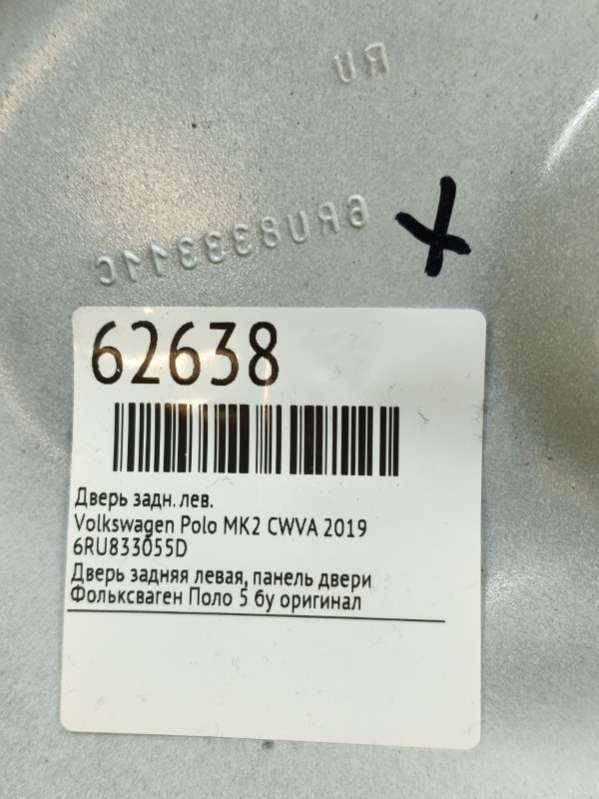 RU
6RU833311C
X
62638
Дверь задн. лев.
Volkswagen Polo MK2 CWVA 2019
6RU833055D
Дверь задняя левая, панель двери
Фольксваген Поло 5 бу оригинал